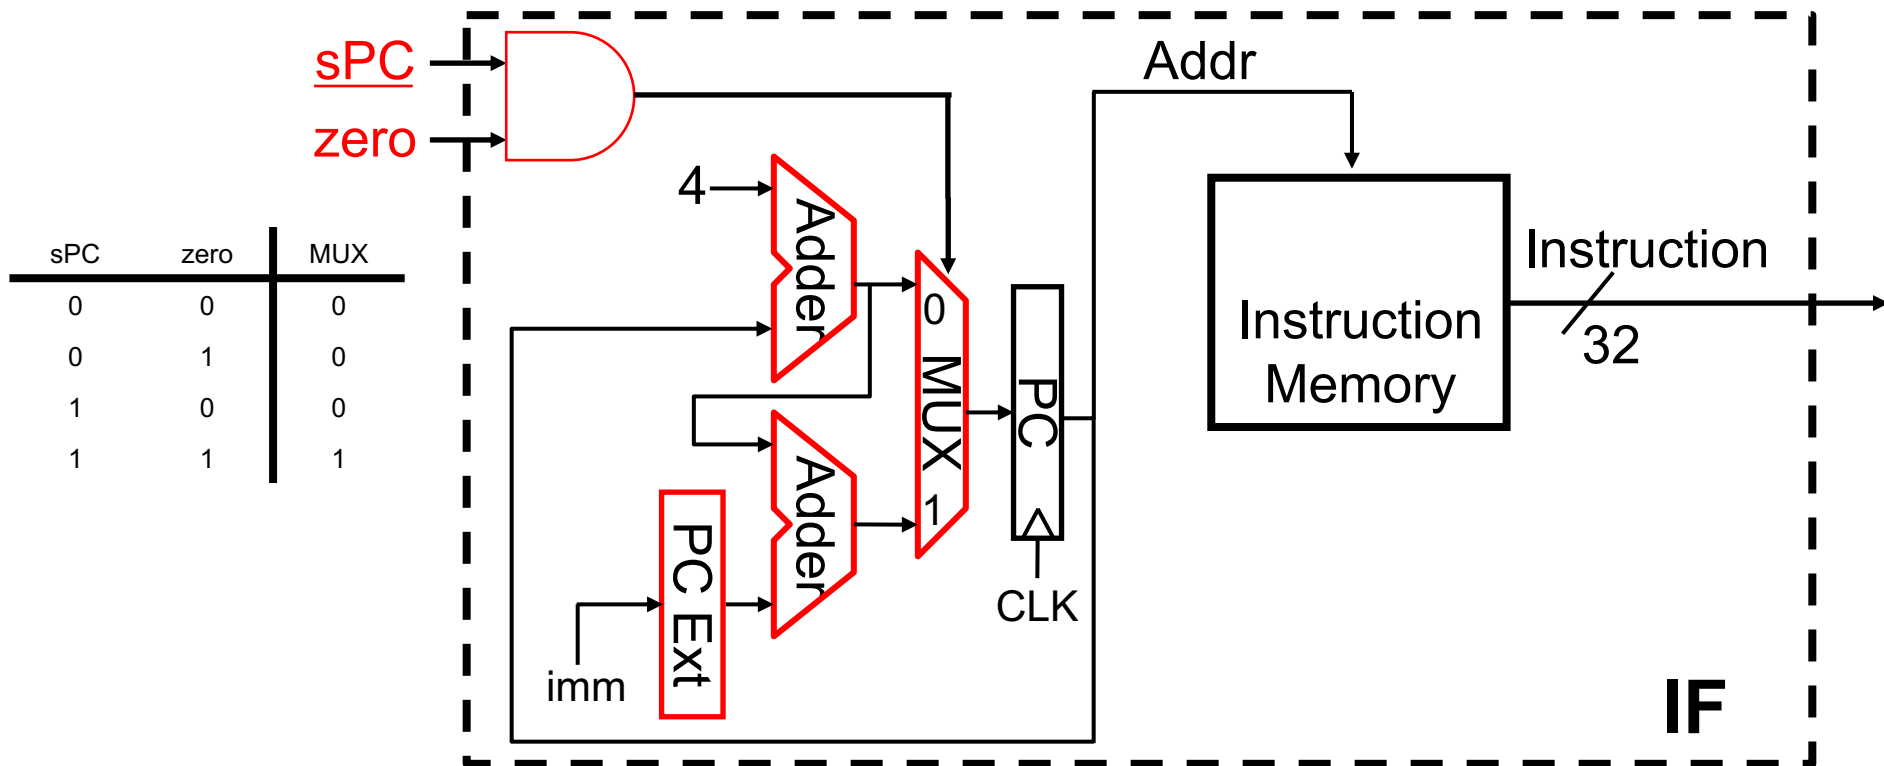 sPC
zero
Addr
4
Adder
sPC zero MUX
0 0 0
0 1 0
1 0 0
1 1 1
0
MUX
1
PC
CLK
Adder
PC Ext
imm
Instruction
Memory
Instruction
32
IF